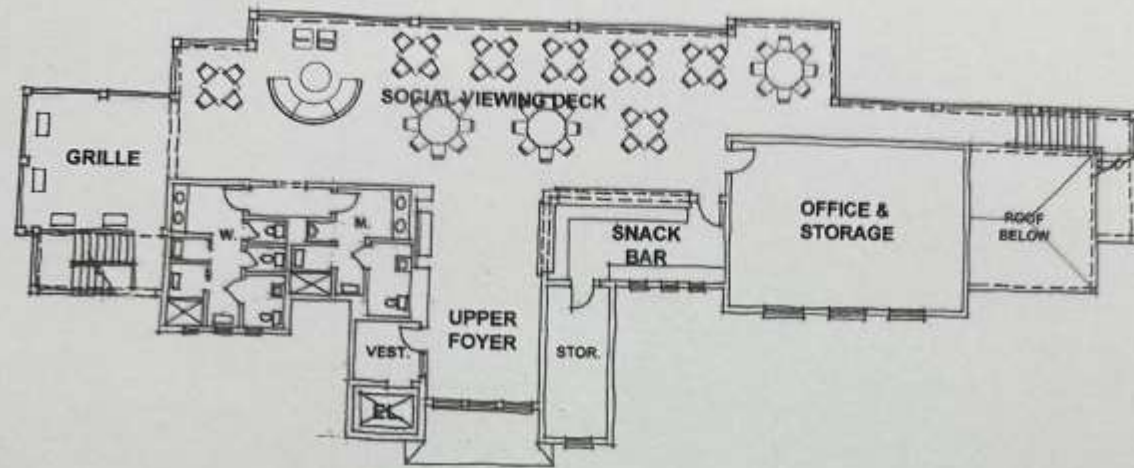 SOCIAL VIEWING DECK
GRILLE
W.
M.
SNACK
BAR
OFFICE &
STORAGE
ROOF
BELOW
UPPER
FOYER
VEST.
STOR.
EL.